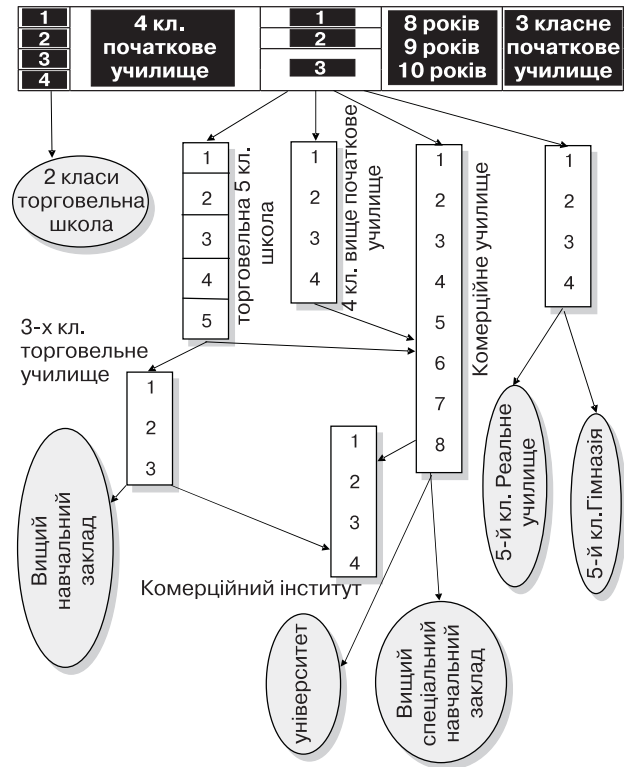 1
2
3
4
4 кл.
початкове
училище
1
2
3
8 років
9 років
10 років
3 класне
початкове
училище
2 класи
торговельна
школа
1
2
3
4
5
торговельна 5 кл.
школа
1
2
3
4
4 кл. вище початкове
училище
1
2
3
4
5
6
7
8
Комерційне училище
1
2
3
4
3-х кл.
торговельне
училище
1
2
3
1
2
3
4
Комерційний інститут
5-й кл. Реальне
училище
5-й кл.Гімназія
Вищий
навчальний
заклад
університет
Вищий
спеціальний
навчальний
заклад